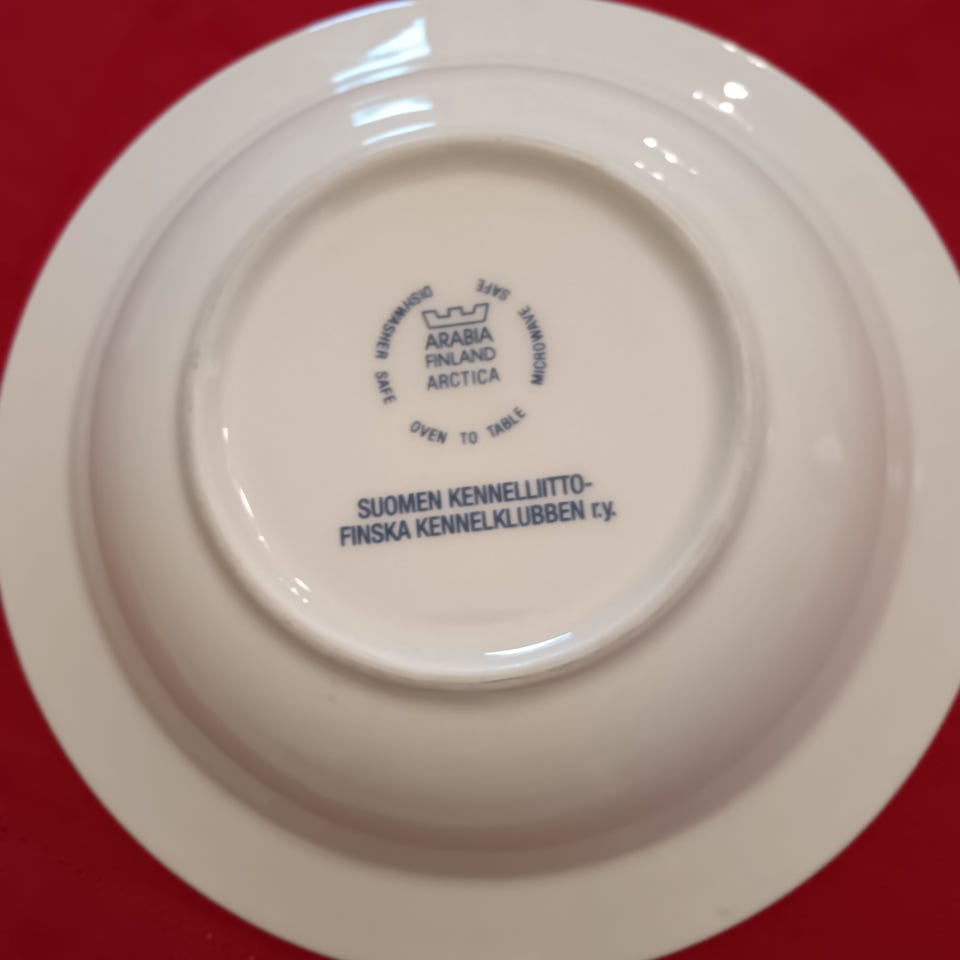 DISHWASHER SAFE
MICROWAVE SAFE
OVEN TO TABLE
ARABIA
FINLAND
ARCTICA
SUOMEN KENNELLIITTO-
FINSKA KENNELKLUBBEN r.y.